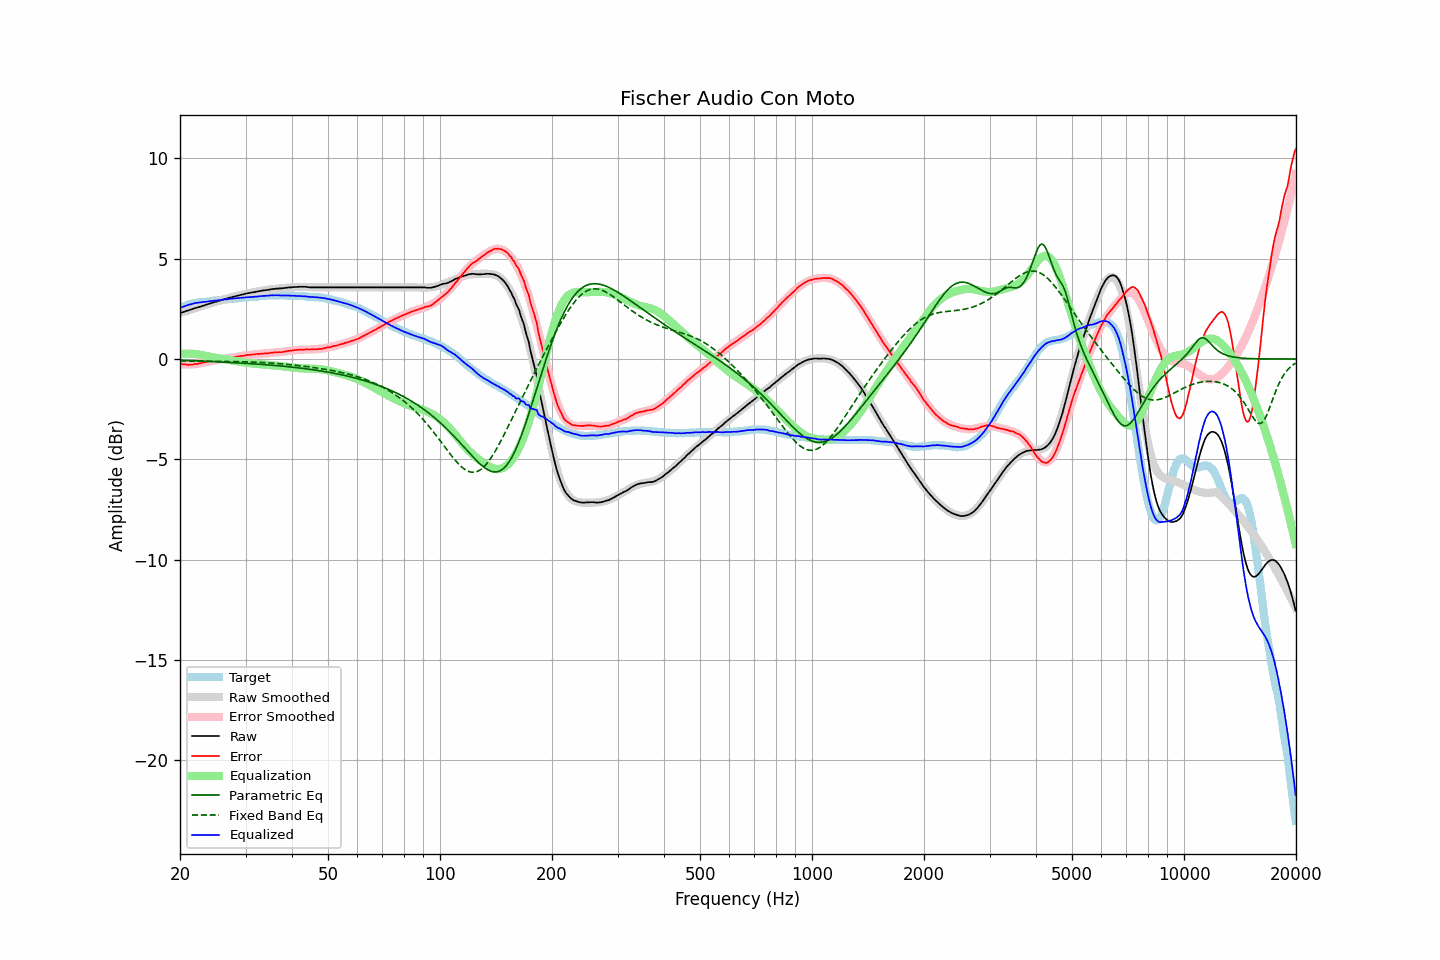 Fischer Audio Con Moto
Amplitude (dBr)
10
5
0
−5
−10
−15
−20
Target
Raw Smoothed
Error Smoothed
Raw
Error
Equalization
Parametric Eq
Fixed Band Eq
Equalized
20 50 100 200 500 1000 2000 5000 10000 20000
Frequency (Hz)